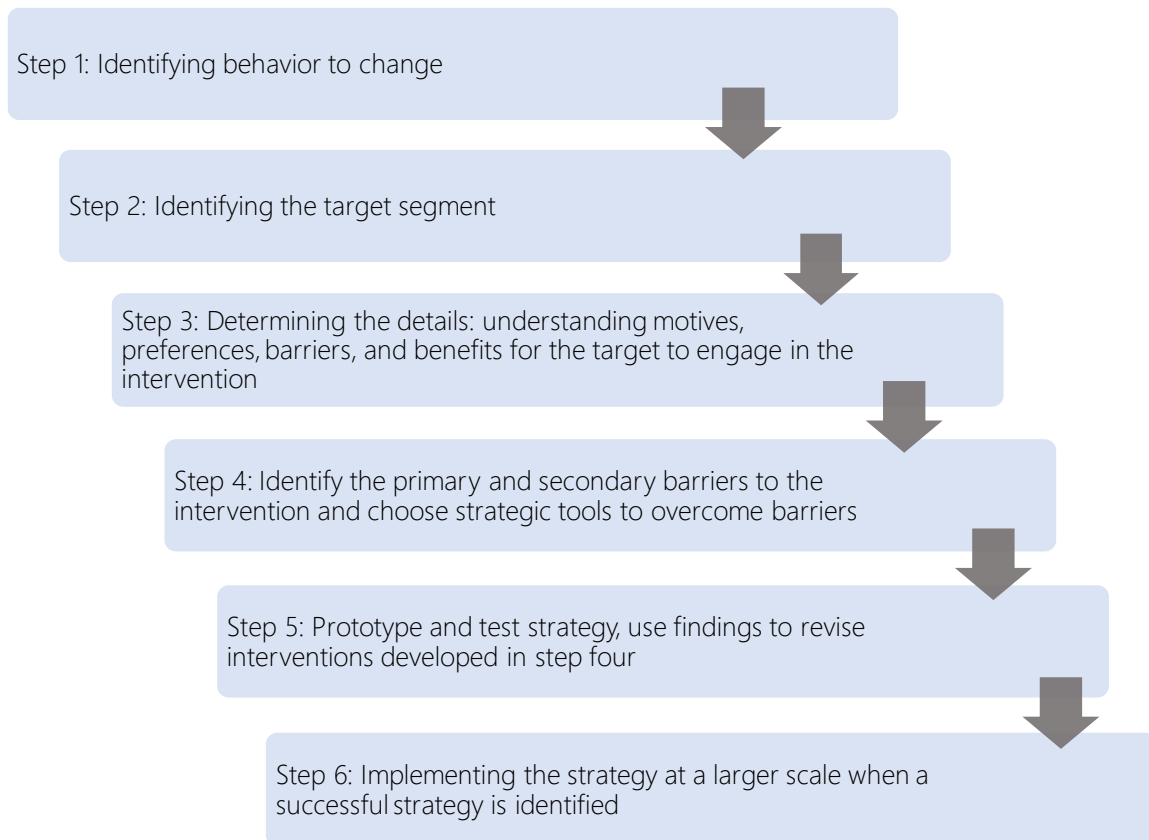 Step 1: Identifying behavior to change
Step 2: Identifying the target segment
Step 3: Determining the details: understanding motives,
preferences, barriers, and benefits for the target to engage in the
intervention
Step 4: Identify the primary and secondary barriers to the
intervention and choose strategic tools to overcome barriers
Step 5: Prototype and test strategy, use findings to revise
interventions developed in step four
Step 6: Implementing the strategy at a larger scale when a
successful strategy is identified